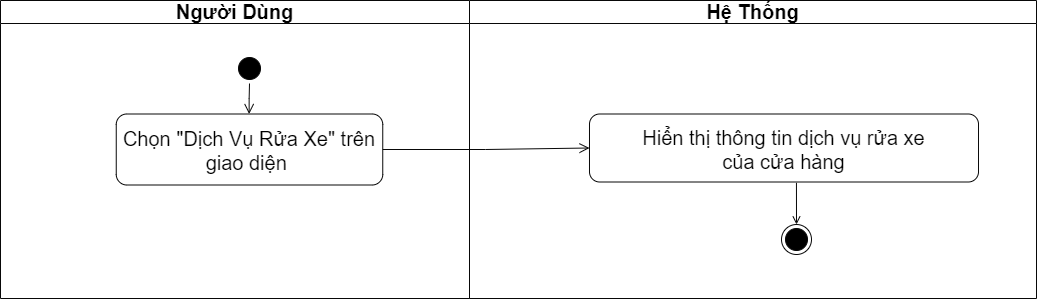 Người Dùng
Hệ Thống
Chọn "Dịch Vụ Rửa Xe" trên
giao diện
Hiển thị thông tin dịch vụ rửa xe
của cửa hàng